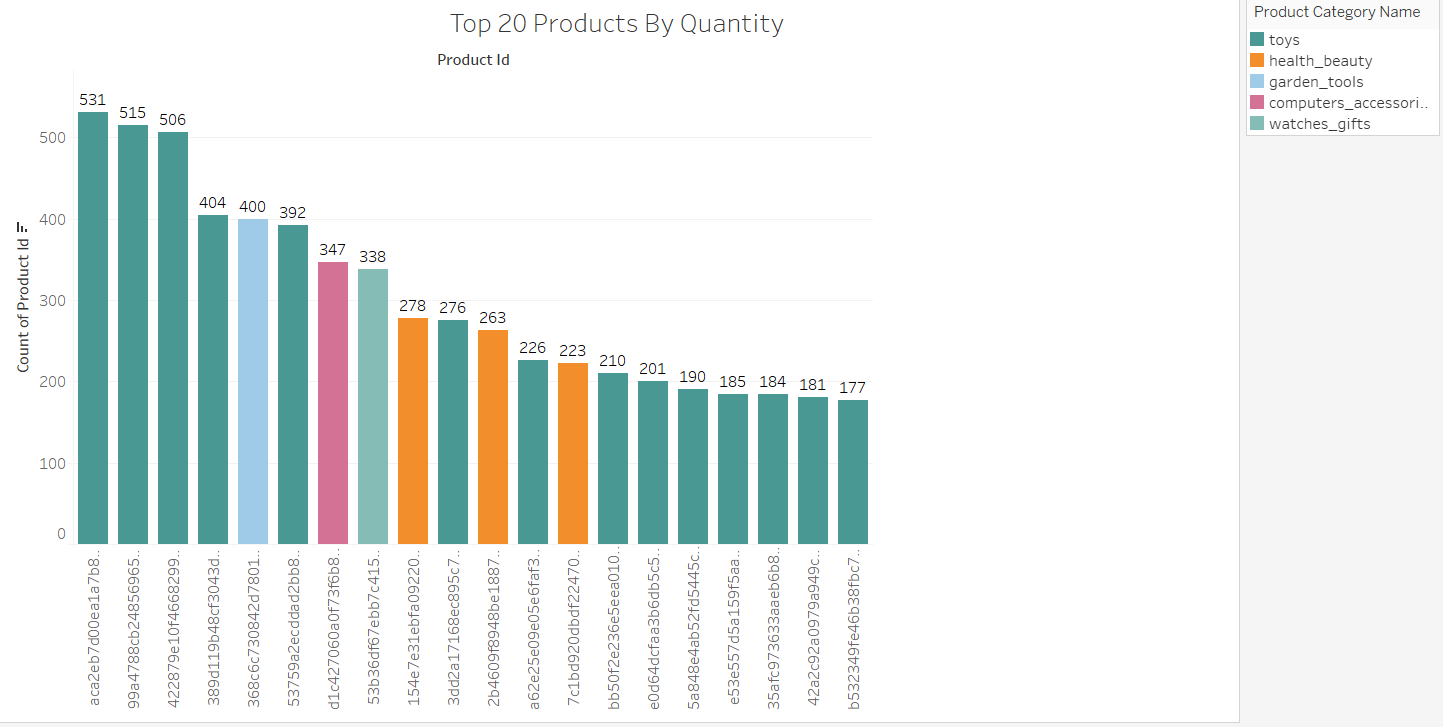 Top 20 Products By Quantity
Product Id
Count of Product Id
500
400
300
200
100
0
531
515
506
404
400
392
347
338
278
276
263
226
223
210
201
190
185
184
181
177
aca2eb7d00ea1a7b8..
99a4788cb24856965..
422879e10f4668299..
389d119b48cf3043d..
368c6c730842d7801..
53759a2ecddad2bb8..
d1c427060a0f73f6b8..
53b36df67ebb7c415..
154e7e31ebfa09220..
3dd2a17168ec895c7..
2b4609f8948be1887..
a62e25e09e05e6faf3..
7c1bd920dbdf22470..
bb50f2e236e5eea010..
e0d64dcfaa3b6db5c5..
5a848e4ab52fd5445c..
e53e557d5a159f5aa..
35afc973633aaeb6b8..
42a2c92a0979a949c..
b532349fe46b38fbc7..
Product Category Name
toys
health_beauty
garden_tools
computers_accessori..
watches_gifts